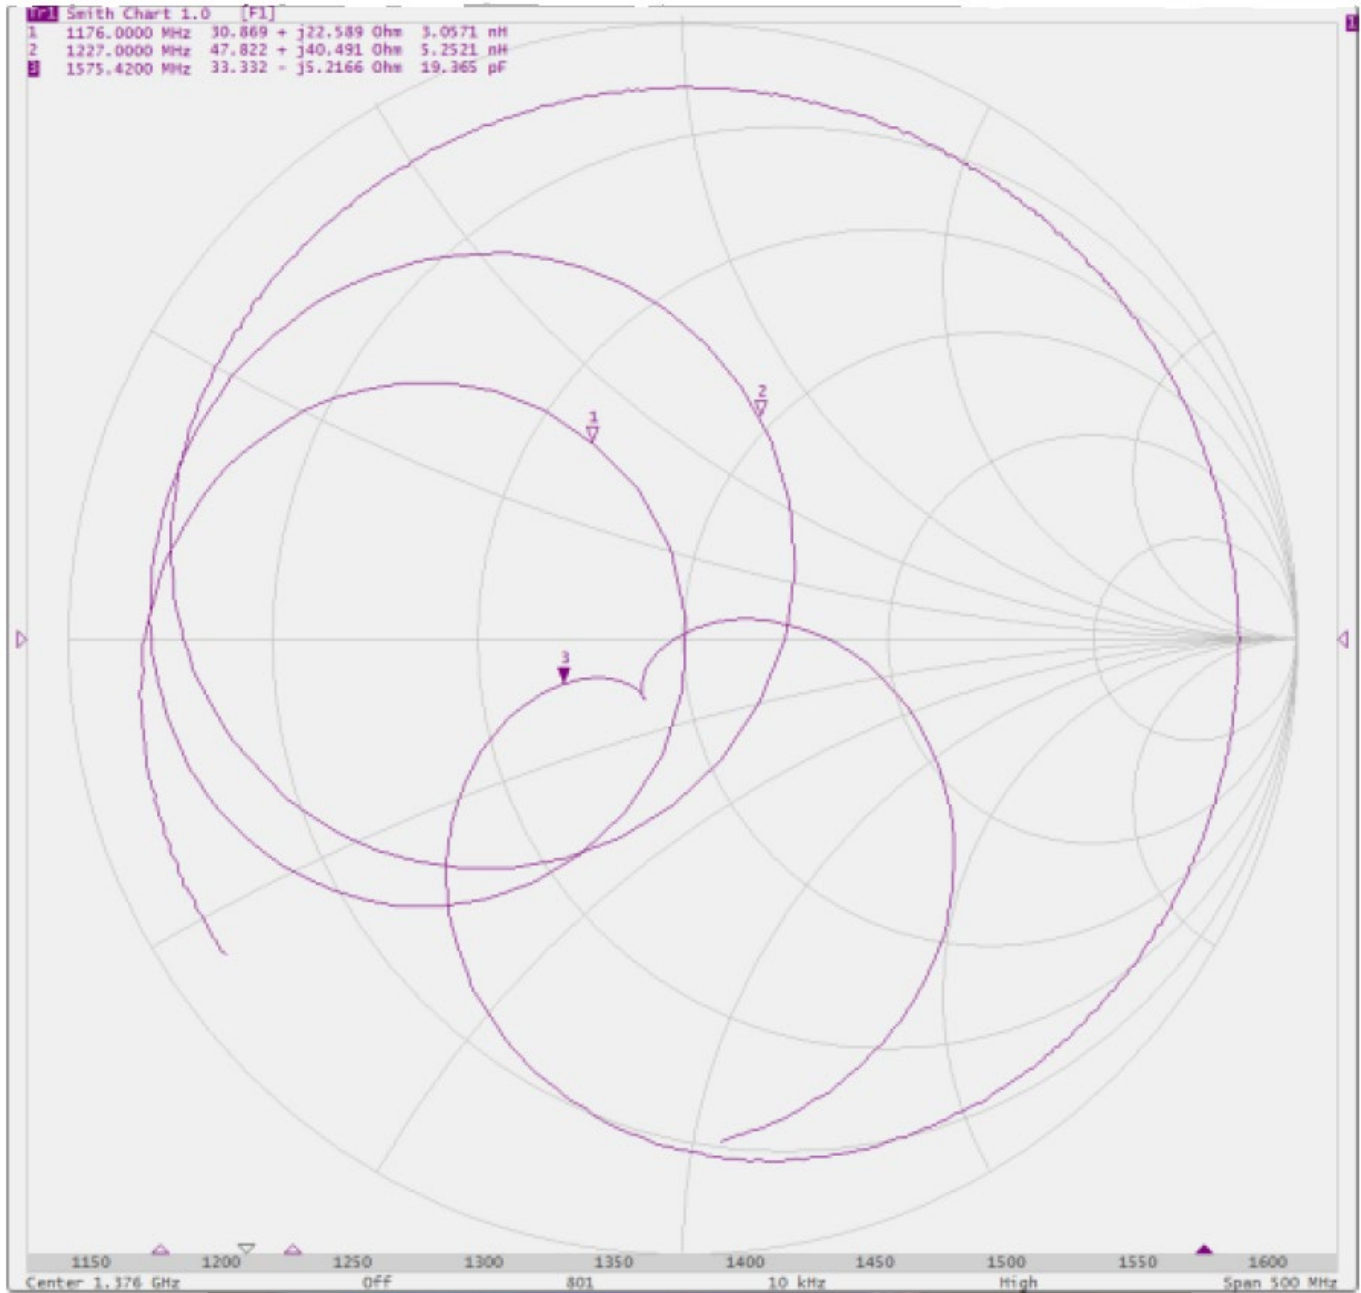 Tr1 Smith Chart 1.0 [F1]
1 1176.0000 MHz 30.869 + j22.589 Ohm 3.0571 nH
2 1227.0000 MHz 47.822 + j40.491 Ohm 5.2521 nH
3 1575.4200 MHz 33.332 - j5.2166 Ohm 19.365 pF
1
2
1
3
1150 1200 1250 1300 1350 1400 1450 1500 1550 1600
Center 1.376 GHz Off 801 10 kHz High Span 500 MHz